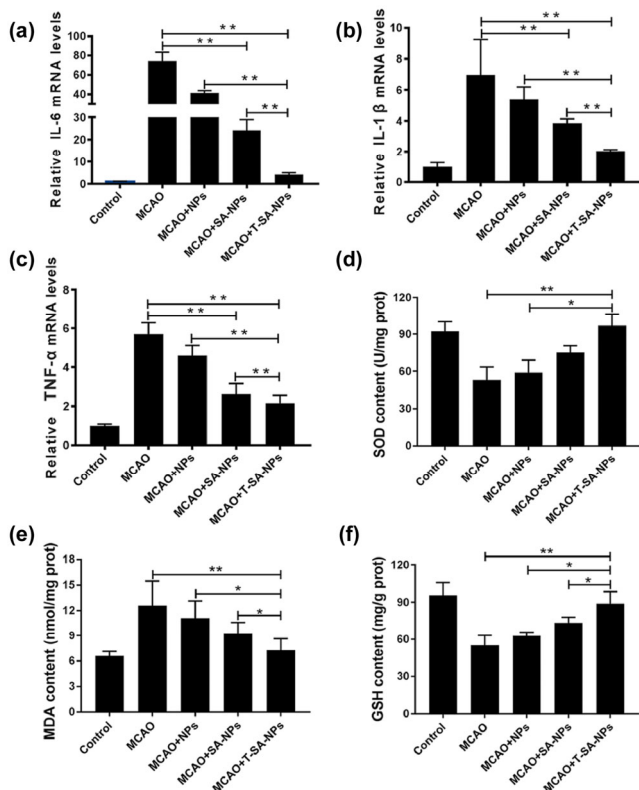 (a)
Relative IL-6 mRNA levels
100
80
60
40
30
20
10
0
* *
* *
* *
* *
Control
MCAO
MCAO+NPs
MCAO+SA-NPs
MCAO+T-SA-NPs
(b)
Relative IL-1 β mRNA levels
10
8
6
4
2
0
* *
* *
* *
* *
Control
MCAO
MCAO+NPs
MCAO+SA-NPs
MCAO+T-SA-NPs
(c)
Relative TNF-α mRNA levels
8
6
4
2
0
* *
* *
* *
* *
Control
MCAO
MCAO+NPs
MCAO+SA-NPs
MCAO+T-SA-NPs
(d)
SOD content (U/mg prot)
120
90
60
30
0
**
*
Control
MCAO
MCAO+NPs
MCAO+SA-NPs
MCAO+T-SA-NPs
(e)
MDA content (nmol/mg prot)
18
15
12
9
6
3
0
**
*
*
Control
MCAO
MCAO+NPs
MCAO+SA-NPs
MCAO+T-SA-NPs
(f)
GSH content (mg/g prot)
120
90
60
30
0
**
*
*
Control
MCAO
MCAO+NPs
MCAO+SA-NPs
MCAO+T-SA-NPs